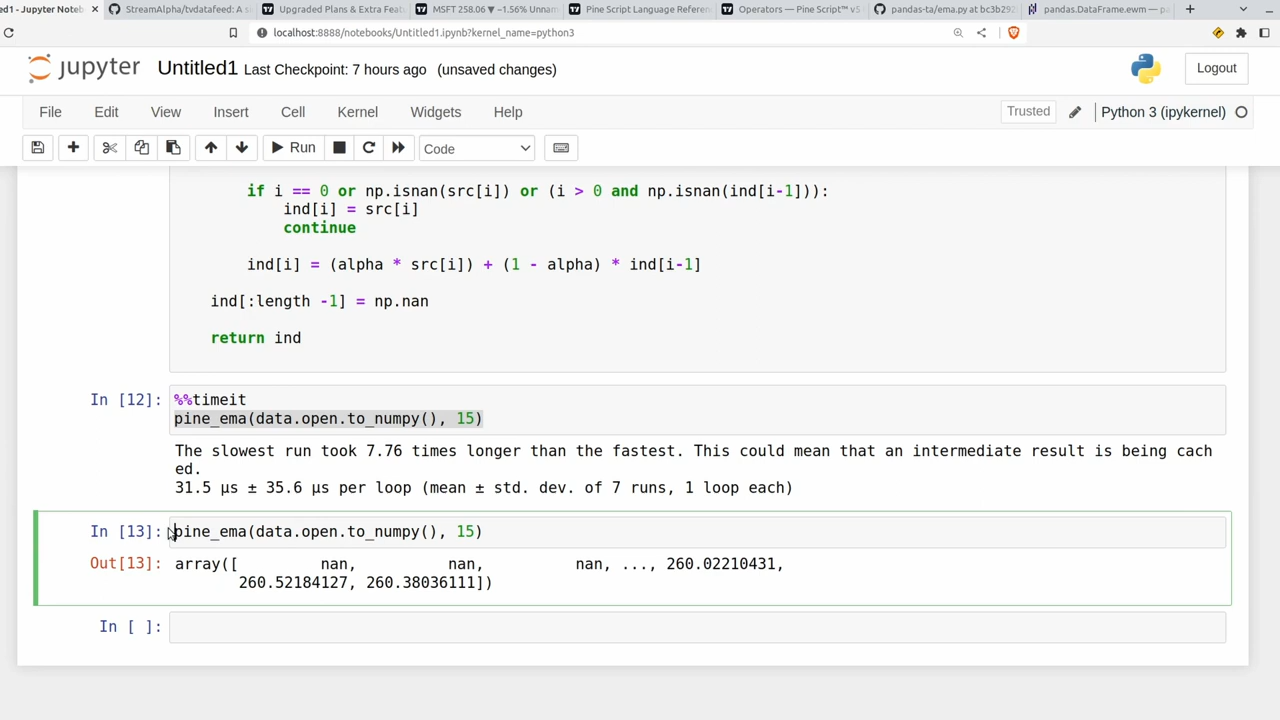 ed1 - Jupyter Noteb
StreamAlpha/tvdatafeed: A s
Upgraded Plans & Extra Feat
MSFT 258.06 ▼ −1.56% Unnam
Pine Script Language Referen
Operators — Pine Script™ v5
pandas-ta/ema.py at bc3b292
pandas.DataFrame.ewm — pa
localhost:8888/notebooks/Untitled1.ipynb?kernel_name=python3
jupyter Untitled1 Last Checkpoint: 7 hours ago (unsaved changes)
Logout
File Edit View Insert Cell Kernel Widgets Help
Trusted
Python 3 (ipykernel)
Run
Code
if i == 0 or np.isnan(src[i]) or (i > 0 and np.isnan(ind[i-1])):
ind[i] = src[i]
continue
ind[i] = (alpha * src[i]) + (1 - alpha) * ind[i-1]
ind[:length -1] = np.nan
return ind
In [12]: %%timeit
pine_ema(data.open.to_numpy(), 15)
The slowest run took 7.76 times longer than the fastest. This could mean that an intermediate result is being cach
ed.
31.5 µs ± 35.6 µs per loop (mean ± std. dev. of 7 runs, 1 loop each)
In [13]: pine_ema(data.open.to_numpy(), 15)
Out[13]: array([ nan, nan, nan, ..., 260.02210431,
260.52184127, 260.38036111])
In [ ]: